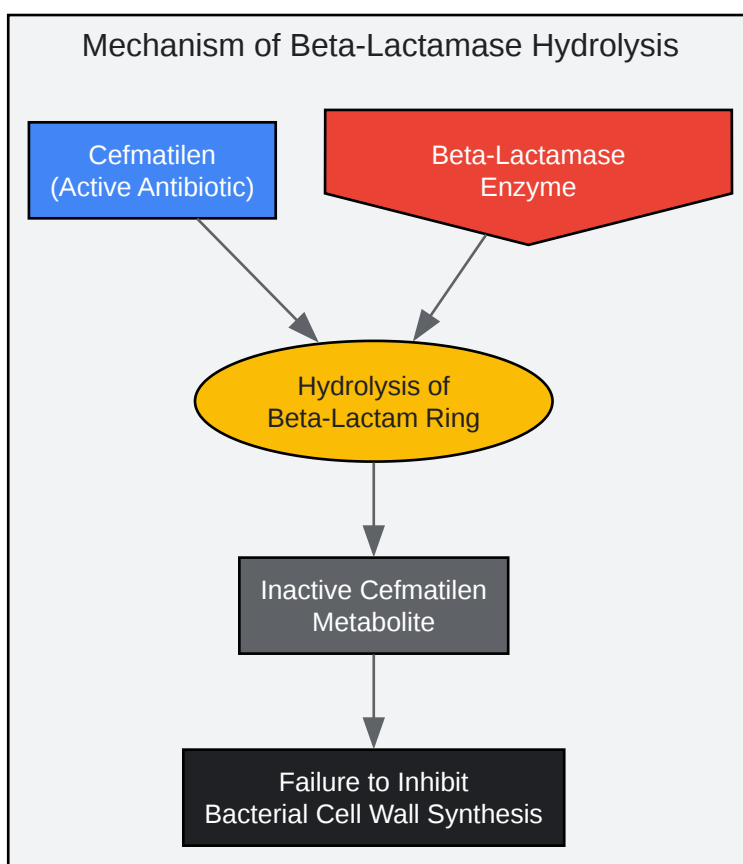 Mechanism of Beta-Lactamase Hydrolysis
Cefmatilen
(Active Antibiotic)
Beta-Lactamase
Enzyme
Hydrolysis of
Beta-Lactam Ring
Inactive Cefmatilen
Metabolite
Failure to Inhibit
Bacterial Cell Wall Synthesis